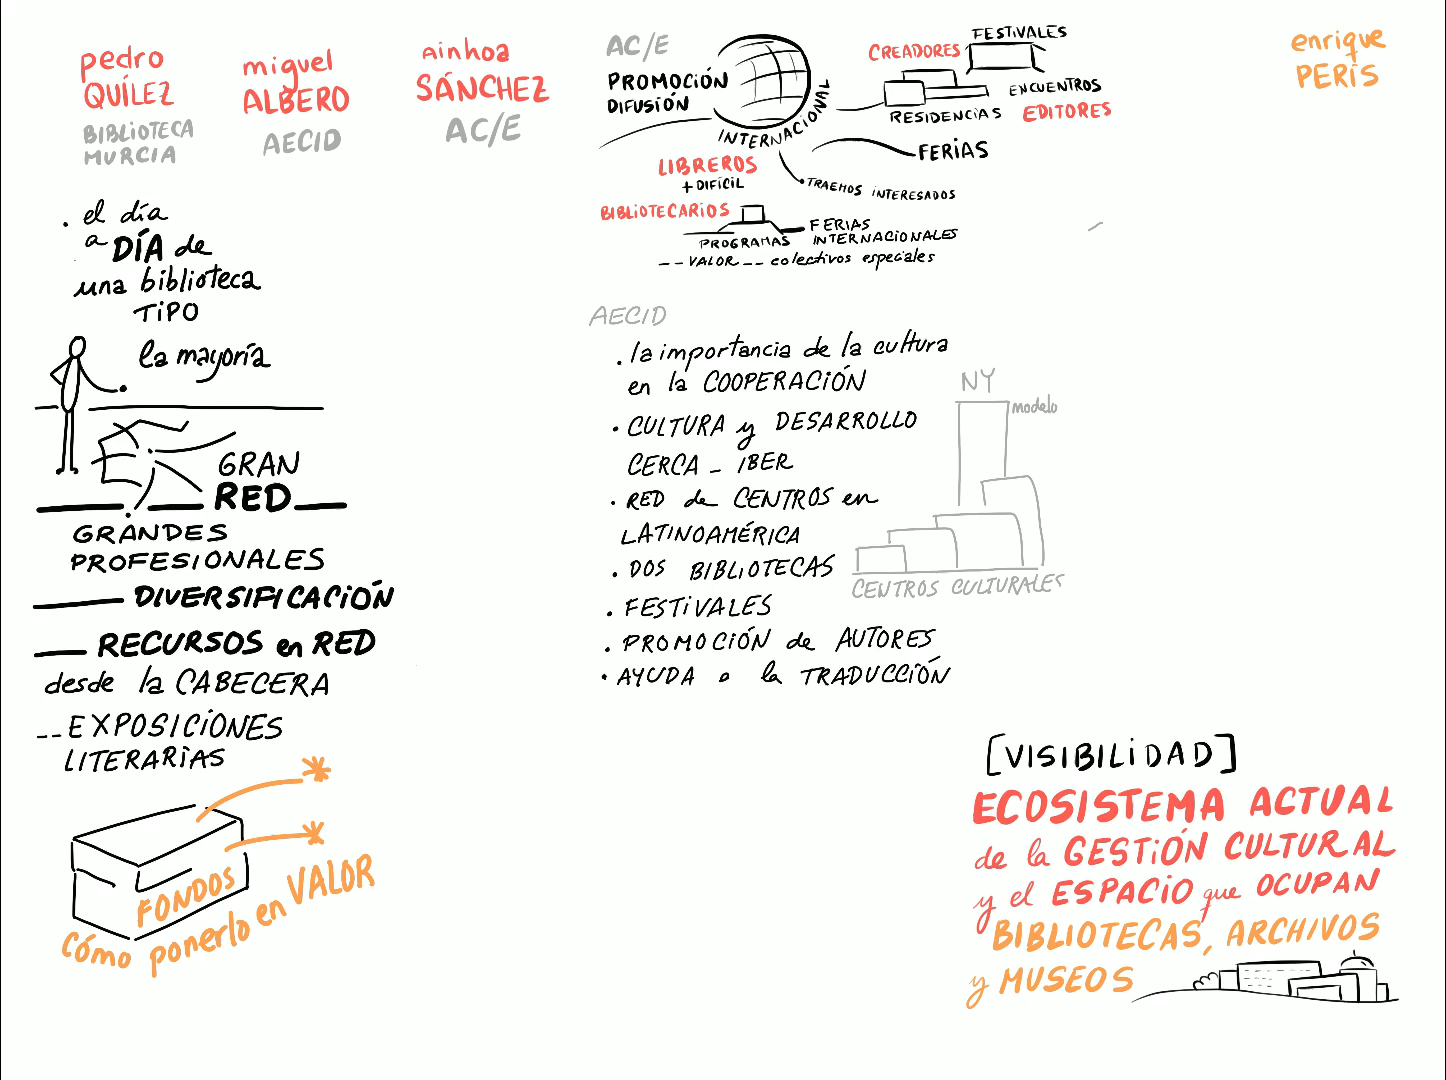 pedro
QUÍLEZ
BIBLIOTECA
MURCIA
miguel
ALBERO
AECID
ainhoa
SÁNCHEZ
AC/E
. el día
a DÍA de
una biblioteca
TIPO
la mayoría
GRAN
RED
GRANDES
PROFESIONALES
DIVERSIFICACIÓN
RECURSOS en RED
desde la CABECERA
-- EXPOSICIONES
LITERARIAS
FONDOS
cómo ponerlo en VALOR
AC/E
PROMOCIÓN
DIFUSIÓN
INTERNACIONAL
CREADORES
FESTIVALES
ENCUENTROS
RESIDENCIAS
EDITORES
FERIAS
LIBREROS
+ DIFÍCIL
• TRAEMOS INTERESADOS
BIBLIOTECARIOS
PROGRAMAS
FERIAS
INTERNACIONALES
-- VALOR -- colectivos especiales
AECID
. la importancia de la cultura
en la COOPERACIÓN
• CULTURA y DESARROLLO
CERCA - IBER
• RED de CENTROS en
LATINOAMÉRICA
• DOS BIBLIOTECAS
• FESTIVALES
• PROMOCIÓN de AUTORES
• AYUDA a la TRADUCCIÓN
NY
modelo
CENTROS CULTURALES
enrique
PERIS
[VISIBILIDAD]
ECOSISTEMA ACTUAL
de la GESTIÓN CULTURAL
y el ESPACIO que OCUPAN
BIBLIOTECAS, ARCHIVOS
y MUSEOS